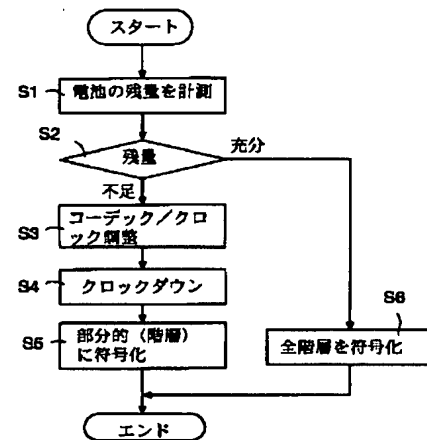 スタート
S1
電池の残量を計測
S2
残量
充分
不足
S3
コーデック／クロ
ック調整
S4
クロックダウン
S6
S5
部分的（階層）
に符号化
全階層を符号化
エンド